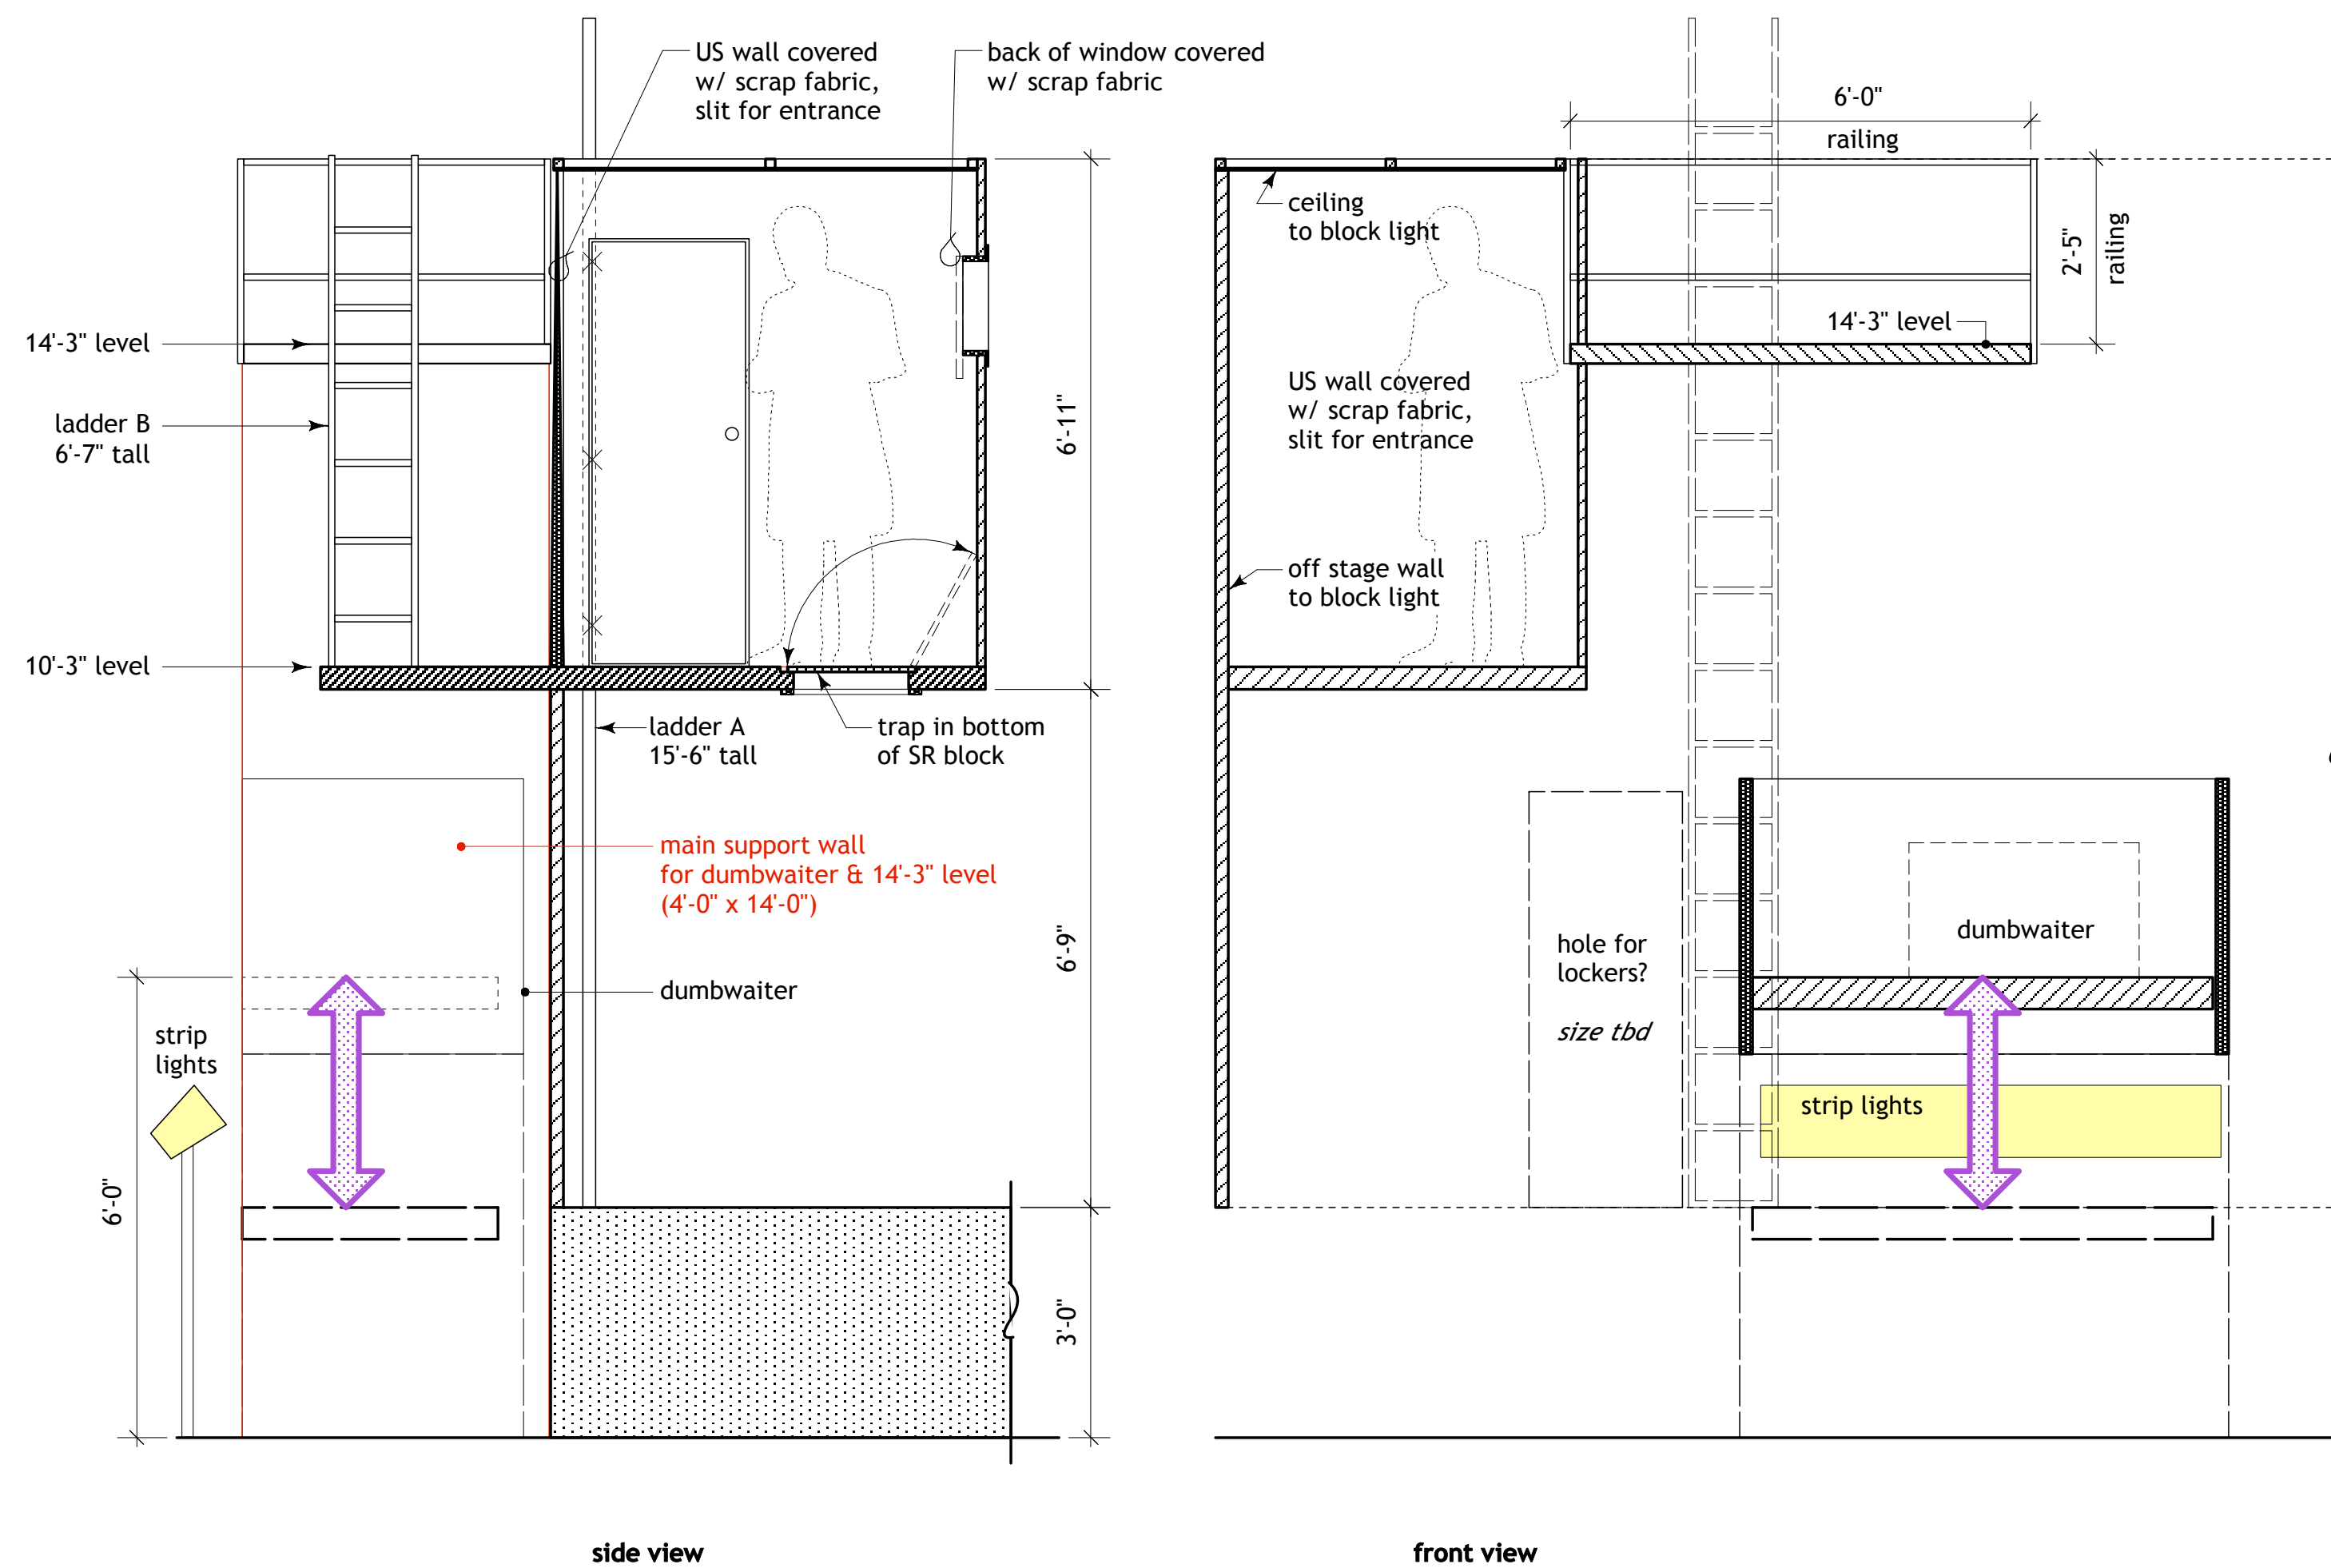 US wall covered
w/ scrap fabric,
slit for entrance
back of window covered
w/ scrap fabric
14'-3" level
ladder B
6'-7" tall
10'-3" level
6'-11"
ladder A
15'-6" tall
trap in bottom
of SR block
main support wall
for dumbwaiter & 14'-3" level
(4'-0" x 14'-0")
dumbwaiter
strip
lights
6'-0"
6'-9"
3'-0"
side view
6'-0"
railing
ceiling
to block light
2'-5"
railing
14'-3" level
US wall covered
w/ scrap fabric,
slit for entrance
off stage wall
to block light
hole for
lockers?
size tbd
dumbwaiter
strip lights
front view